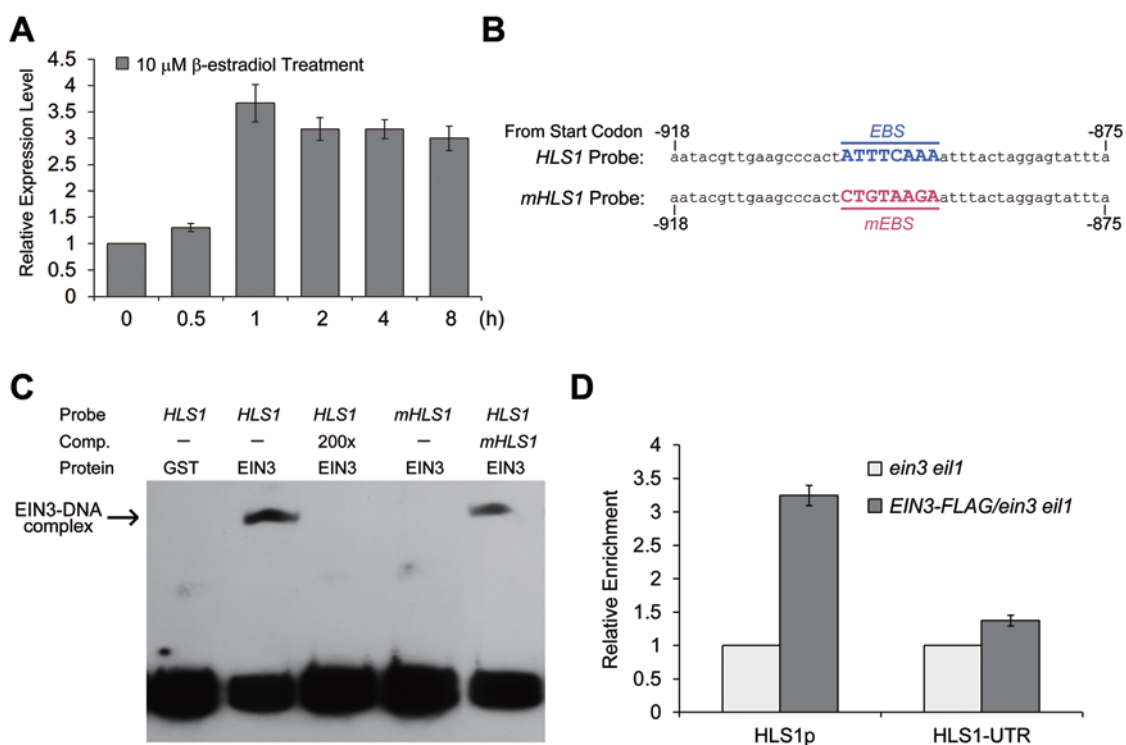 A
Relative Expression Level
4.5
4
3.5
3
2.5
2
1.5
1
0.5
0
10 μM β-estradiol Treatment
0 0.5 1 2 4 8 (h)
B
From Start Codon -918 EBS -875
HLS1 Probe: aatacgttgaagcccactATTTCAAAatttactaggagtattta
mHLS1 Probe: aatacgttgaagcccactCTGTAAGAatttactaggagtattta
-918 mEBS -875
C
Probe HLS1 HLS1 HLS1 mHLS1 HLS1
Comp. – – 200x – mHLS1
Protein GST EIN3 EIN3 EIN3 EIN3
EIN3-DNA
complex
D
Relative Enrichment
4
3.5
3
2.5
2
1.5
1
0.5
0
ein3 eil1
EIN3-FLAG/ein3 eil1
HLS1p HLS1-UTR